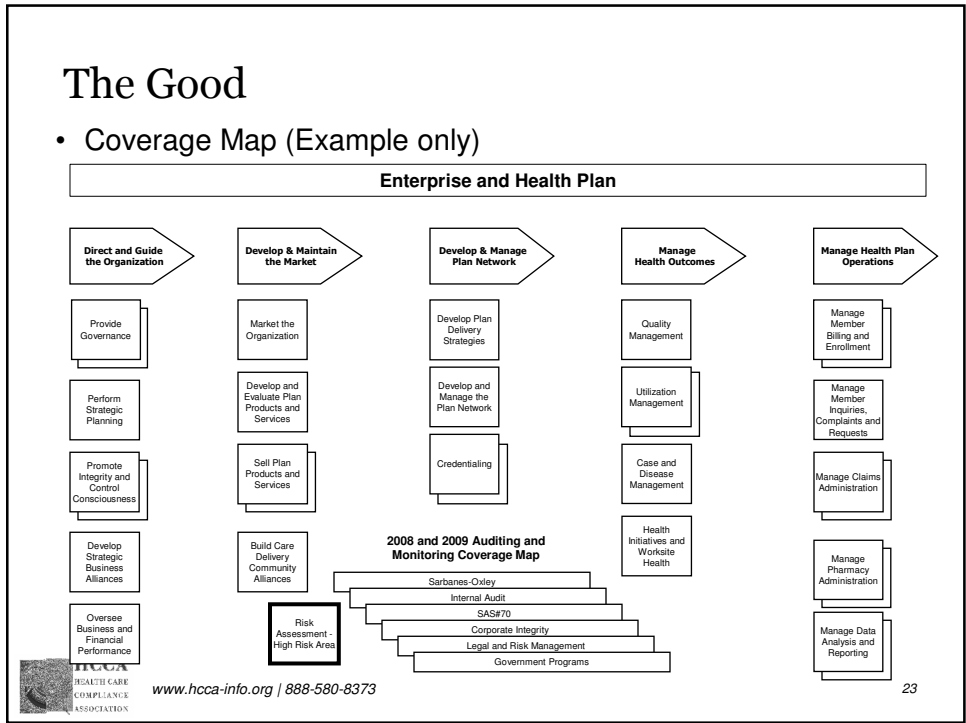 The Good
• Coverage Map (Example only)
Enterprise and Health Plan
Direct and Guide
the Organization
Develop & Maintain
the Market
Develop & Manage
Plan Network
Manage
Health Outcomes
Manage Health Plan
Operations
Provide
Governance
Perform
Strategic
Planning
Promote
Integrity and
Control
Consciousness
Develop
Strategic
Business
Alliances
Oversee
Business and
Financial
Performance
Market the
Organization
Develop and
Evaluate Plan
Products and
Services
Sell Plan
Products and
Services
Build Care
Delivery
Community
Alliances
Risk
Assessment -
High Risk Area
Develop Plan
Delivery
Strategies
Develop and
Manage the
Plan Network
Credentialing
2008 and 2009 Auditing and
Monitoring Coverage Map
Sarbanes-Oxley
Internal Audit
SAS#70
Corporate Integrity
Legal and Risk Management
Government Programs
Quality
Management
Utilization
Management
Case and
Disease
Management
Health
Initiatives and
Worksite
Health
Manage
Member
Billing and
Enrollment
Manage
Member
Inquiries,
Complaints and
Requests
Manage Claims
Administration
Manage
Pharmacy
Administration
Manage Data
Analysis and
Reporting
HCCA
HEALTH CARE
COMPLIANCE
ASSOCIATION
www.hcca-info.org | 888-580-8373
23